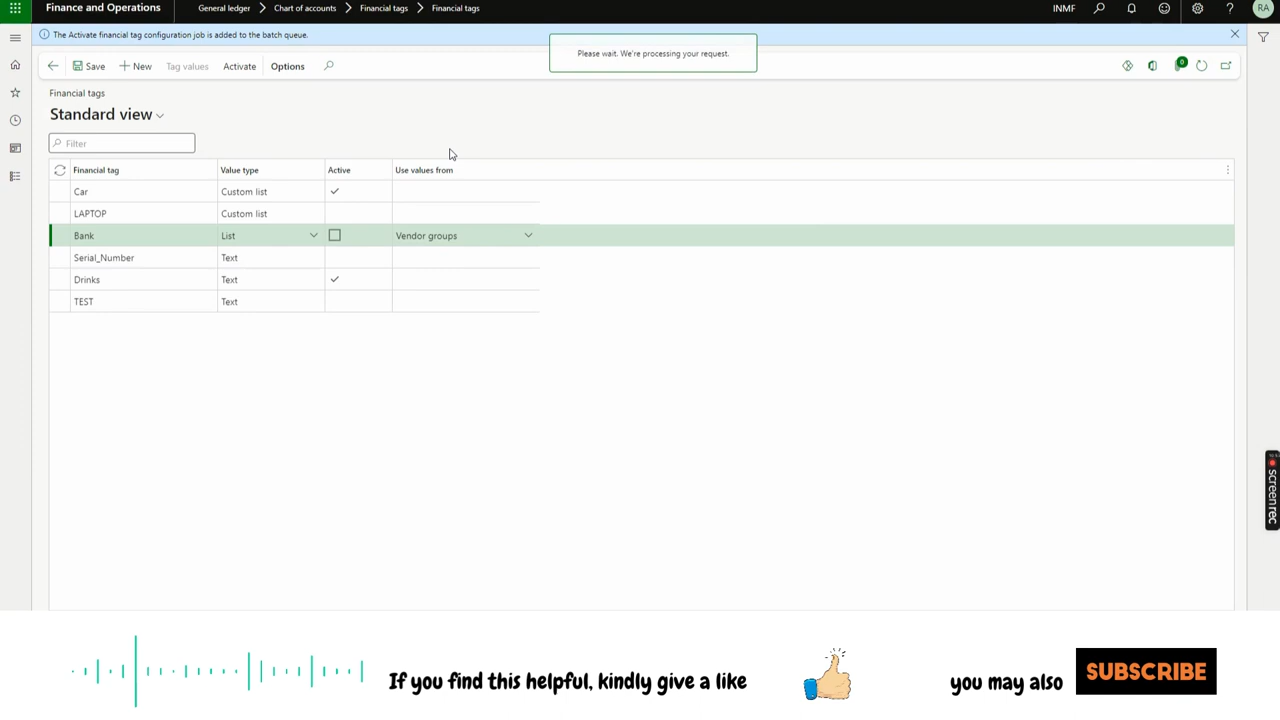 Finance and Operations
General ledger > Chart of accounts > Financial tags > Financial tags
INMF
RA
The Activate financial tag configuration job is added to the batch queue.
Please wait. We're processing your request.
Save
New
Tag values
Activate
Options
0
Financial tags
Standard view
Filter
Financial tag Value type Active Use values from
Car Custom list
LAPTOP Custom list
Bank List Vendor groups
Serial_Number Text
Drinks Text
TEST Text
screenrec
If you find this helpful, kindly give a like
you may also
SUBSCRIBE